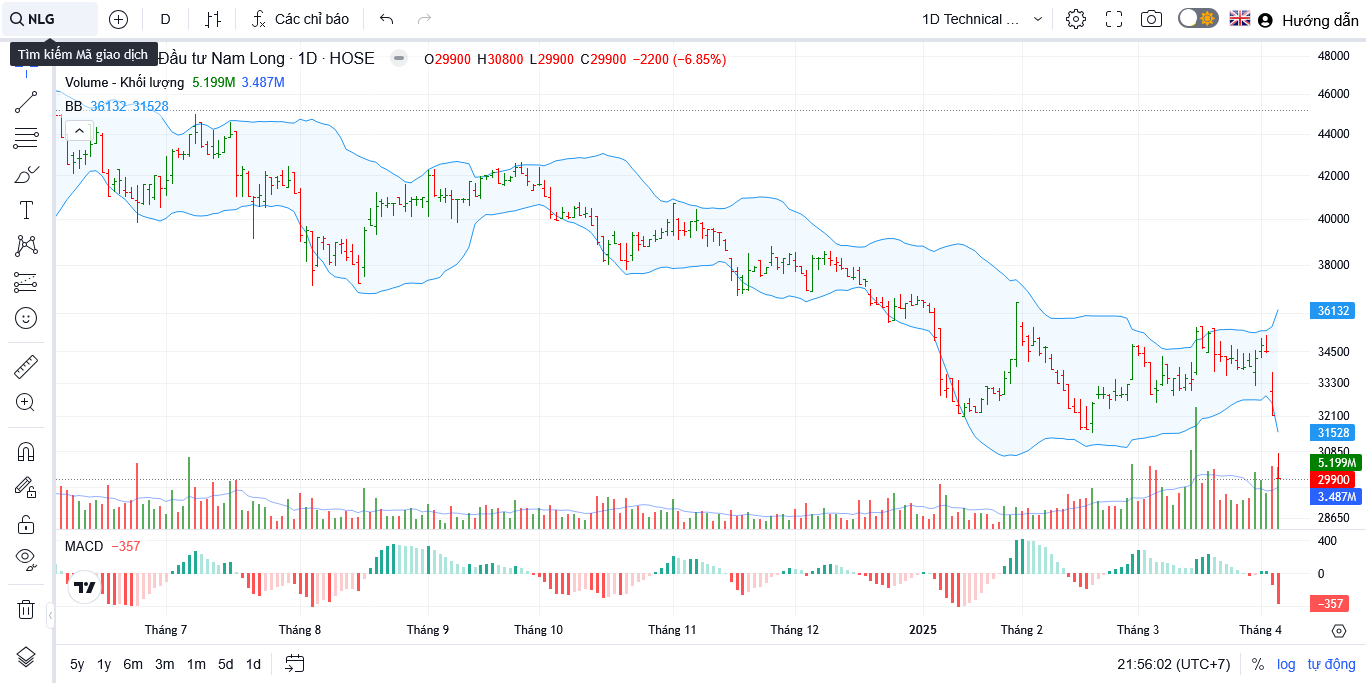 NLG
D
Các chỉ báo
1D Technical ...
Hướng dẫn
Tìm kiếm Mã giao dịch
Đầu tư Nam Long · 1D · HOSE
O29900 H30800 L29900 C29900 −2200 (−6.85%)
Volume - Khối lượng 5.199M 3.487M
BB 36132 31528
48000
46000
44000
42000
40000
38000
36132
34500
33300
32100
31528
30850
5.199M
29900
3.487M
28650
MACD −357
400
0
−357
Tháng 7
Tháng 8
Tháng 9
Tháng 10
Tháng 11
Tháng 12
2025
Tháng 2
Tháng 3
Tháng 4
5y 1y 6m 3m 1m 5d 1d
21:56:02 (UTC+7)
% log tự động